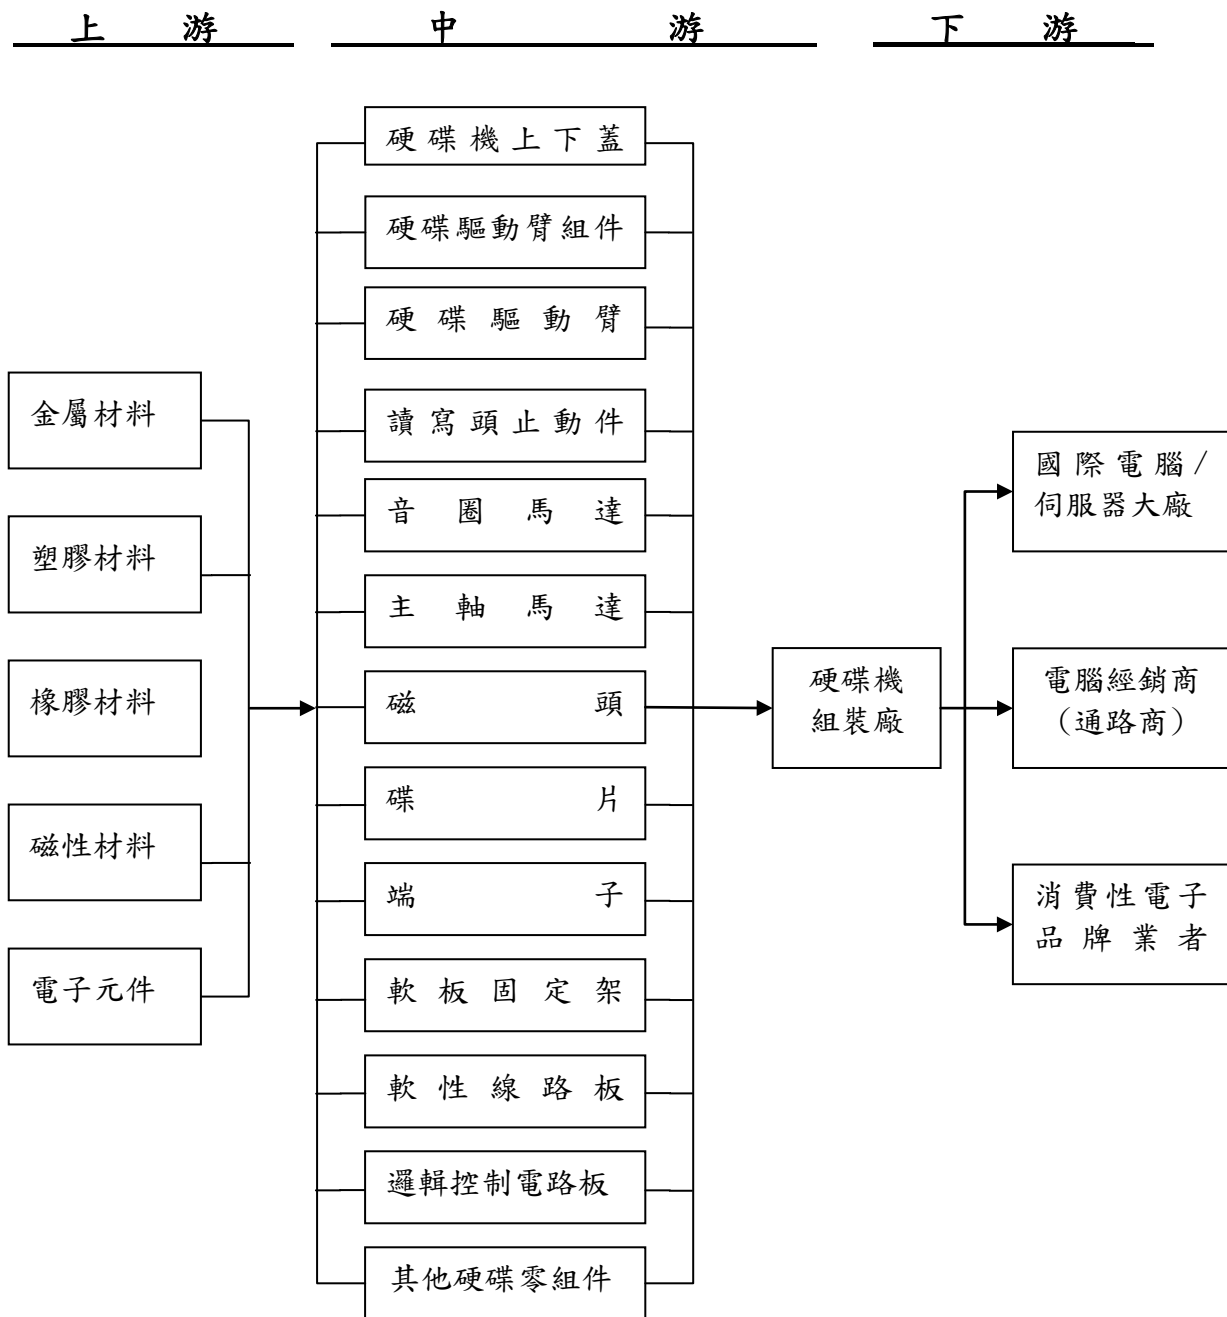 上游
中游
下游
金屬材料
塑膠材料
橡膠材料
磁性材料
電子元件
硬碟機上下蓋
硬碟驅動臂組件
硬碟驅動臂
讀寫頭止動件
音圈馬達
主軸馬達
磁頭
碟片
端子
軟板固定架
軟性線路板
邏輯控制電路板
其他硬碟零組件
硬碟機
組裝廠
國際電腦/
伺服器大廠
電腦經銷商
(通路商)
消費性電子
品牌業者